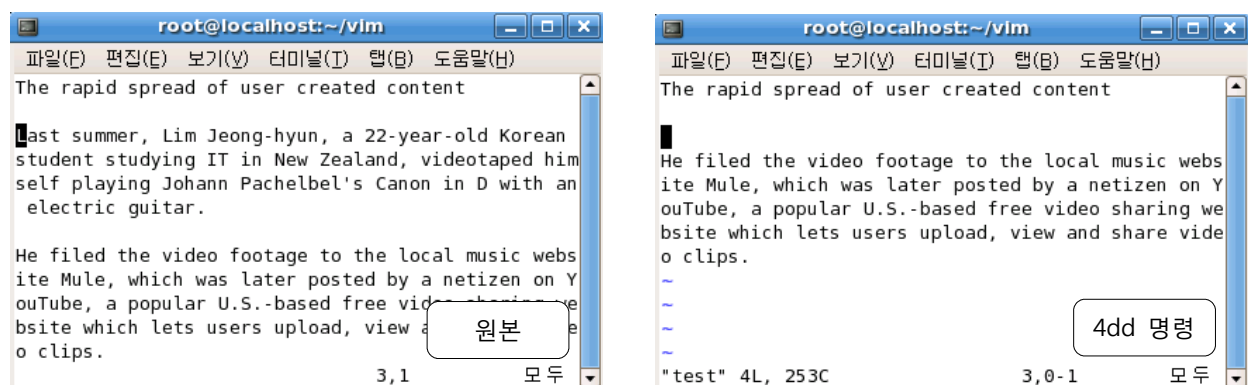 root@localhost:~/vim
파일(F) 편집(E) 보기(V) 터미널(T) 탭(B) 도움말(H)
The rapid spread of user created content
Last summer, Lim Jeong-hyun, a 22-year-old Korean
student studying IT in New Zealand, videotaped him
self playing Johann Pachelbel's Canon in D with an
electric guitar.
He filed the video footage to the local music webs
ite Mule, which was later posted by a netizen on Y
ouTube, a popular U.S.-based free video sharing we
bsite which lets users upload, view a e
o clips.
원본
3,1 모두
root@localhost:~/vim
파일(F) 편집(E) 보기(V) 터미널(T) 탭(B) 도움말(H)
The rapid spread of user created content
He filed the video footage to the local music webs
ite Mule, which was later posted by a netizen on Y
ouTube, a popular U.S.-based free video sharing we
bsite which lets users upload, view and share vide
o clips.
~
~
~
~
4dd 명령
"test" 4L, 253C 3,0-1 모두